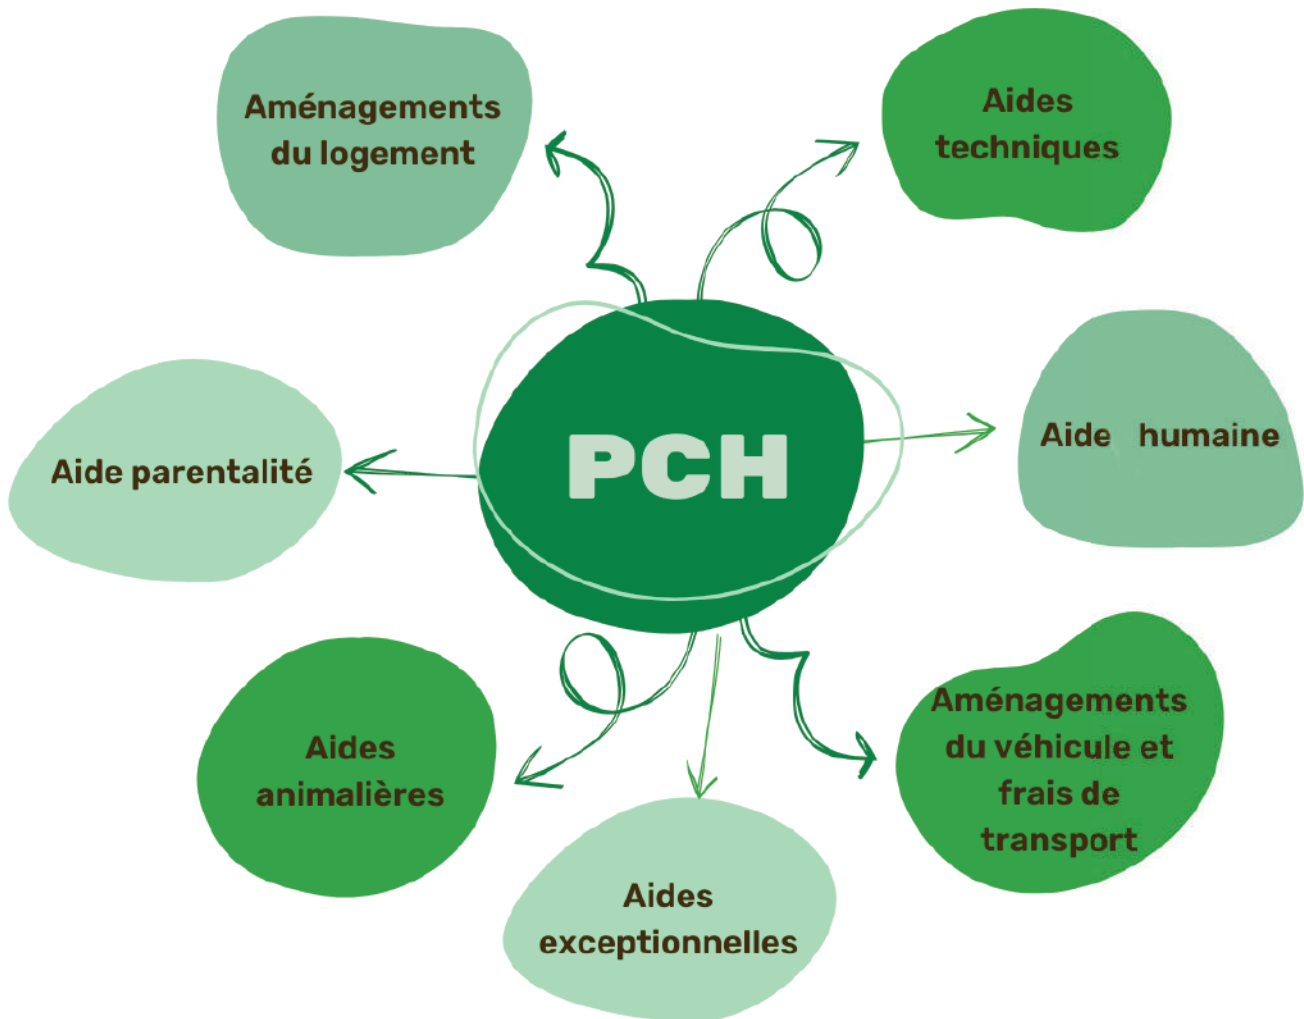 Aménagements
du logement
Aides
techniques
PCH
Aide humaine
Aide parentalité
Aménagements
du véhicule et
frais de
transport
Aides
animalières
Aides
exceptionnelles